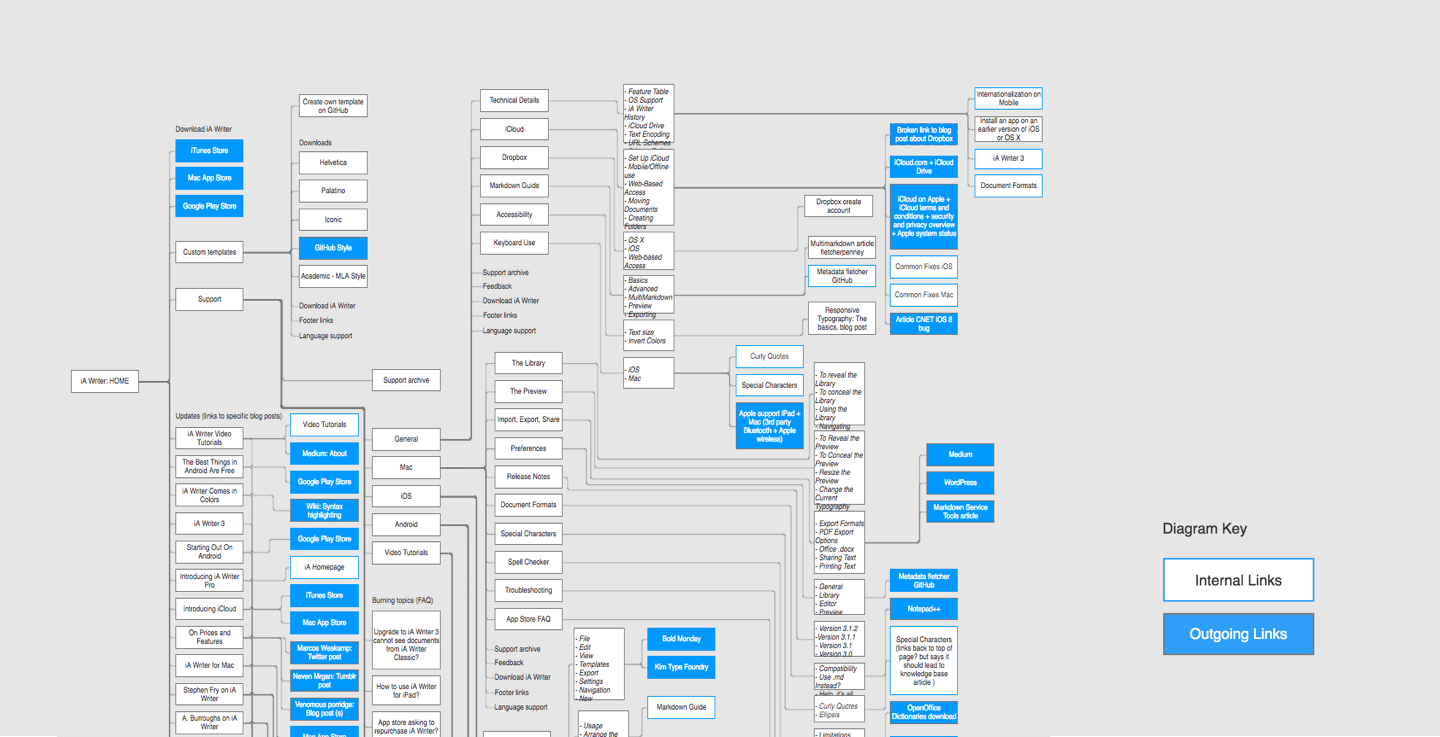 iA Writer: HOME
Download iA Writer
iTunes Store
Mac App Store
Google Play Store
Custom templates
Support
Updates (links to specific blog posts)
iA Writer Video
Tutorials
The Best Things in
Android Are Free
iA Writer Comes in
Colors
iA Writer 3
Starting Out On
Android
Introducing iA Writer
Pro
Introducing iCloud
On Prices and
Features
iA Writer for Mac
Stephen Fry on iA
Writer
A. Burroughs on iA
Writer
Create own template
on GitHub
Downloads
Helvetica
Palatino
Iconic
GitHub Style
Academic - MLA Style
Download iA Writer
Footer links
Language support
Video Tutorials
Medium: About
Google Play Store
Wiki: Syntax
highlighting
Google Play Store
iA Homepage
iTunes Store
Mac App Store
Marcos Weskamp:
Twitter post
Neven Mrgan: Tumblr
post
Venomous porridge:
Blog post (s)
Mac App Store
Support archive
General
Mac
iOS
Android
Video Tutorials
Burning topics (FAQ)
Upgrade to iA Writer 3
cannot see documents
from iA Writer
Classic?
How to use iA Writer
for iPad?
App store asking to
repurchase iA Writer?
Technical Details
iCloud
Dropbox
Markdown Guide
Accessibility
Keyboard Use
Support archive
Feedback
Download iA Writer
Footer links
Language support
The Library
The Preview
Import, Export, Share
Preferences
Release Notes
Document Formats
Special Characters
Spell Checker
Troubleshooting
App Store FAQ
Support archive
Feedback
Download iA Writer
Footer links
Language support
- Feature Table
- OS Support
- iA Writer
History
- iCloud Drive
- Text Encoding
- URL Schemes
- Set Up iCloud
- Mobile/Offline
use
- Web-Based
Access
- Moving
Documents
- Creating
Folders
- OS X
- iOS
- Web-based
Access
- Basics
- Advanced
- MultiMarkdown
- Preview
- Exporting
- Text size
- Invert Colors
- iOS
- Mac
- File
- Edit
- View
- Templates
- Export
- Settings
- Navigation
- New
- Usage
- Arrange the
Curly Quotes
Special Characters
Apple support iPad +
Mac (3rd party
Bluetooth + Apple
wireless)
Bold Monday
Kim Type Foundry
Markdown Guide
Dropbox create
account
Multimarkdown article
fletcherpenney
Metadata fletcher
GitHub
Responsive
Typography: The
basics, blog post
- To reveal the
Library
- To conceal the
Library
- Using the
Library
- Navigating
- To Reveal the
Preview
- To Conceal the
Preview
- Resize the
Preview
- Change the
Current
Typography
- Export Formats
- PDF Export
Options
- Office .docx
- Sharing Text
- Printing Text
- General
- Library
- Editor
- Preview
- Version 3.1.2
-Version 3.1.1
- Version 3.1
- Version 3.0
- Compatibility
- Use .md
Instead?
- Help, it's all
- Curly Quotes
- Ellipsis
- Limitations
Broken link to blog
post about Dropbox
iCloud.com + iCloud
Drive
iCloud on Apple +
iCloud terms and
conditions + security
and privacy overview
+ Apple system status
Common Fixes iOS
Common Fixes Mac
Article CNET iOS 8
bug
Internationalization on
Mobile
Install an app on an
earlier version of iOS
or OS X
iA Writer 3
Document Formats
Medium
WordPress
Markdown Service
Tools article
Metadata fletcher
GitHub
Notepad++
Special Characters
(links back to top of
page? but says it
should lead to
knowledge base
article )
OpenOffice
Dictionaries download
Diagram Key
Internal Links
Outgoing Links